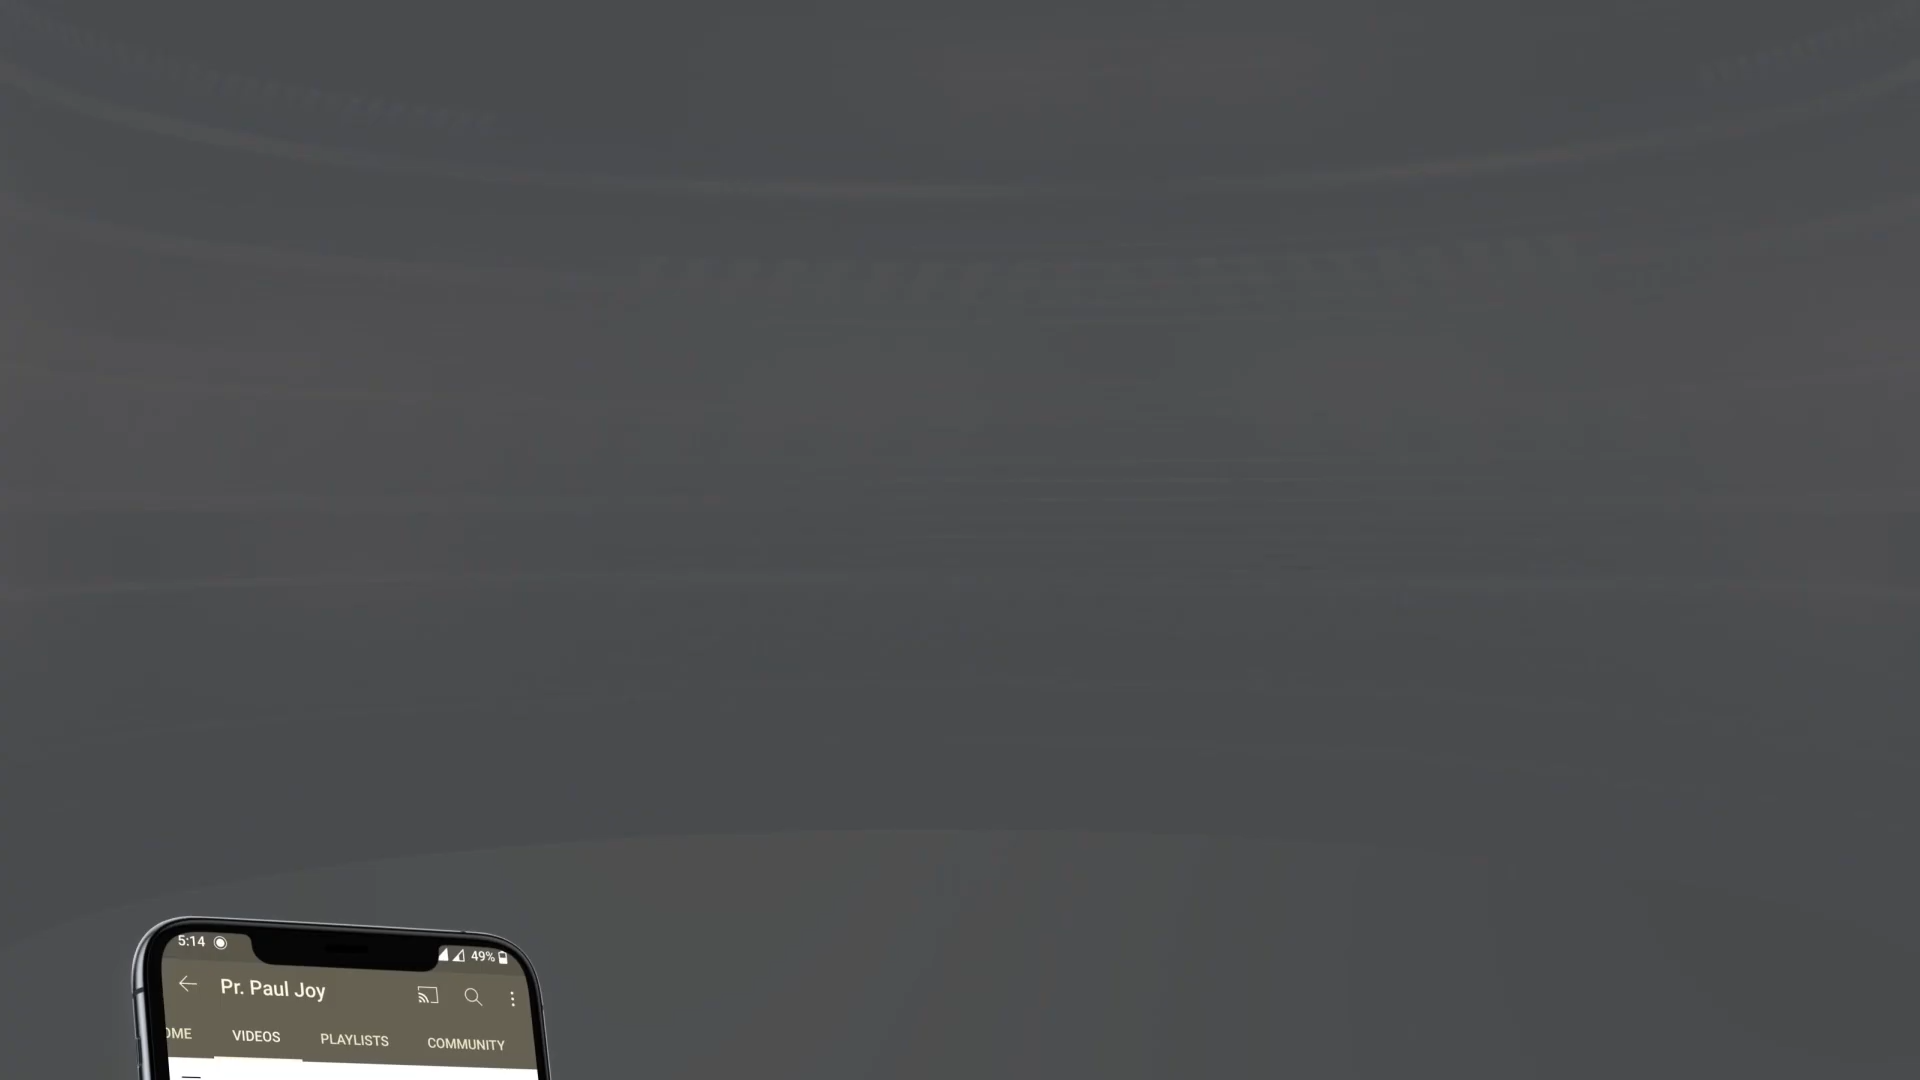 5:14
49%
Pr. Paul Joy
OME
VIDEOS
PLAYLISTS
COMMUNITY